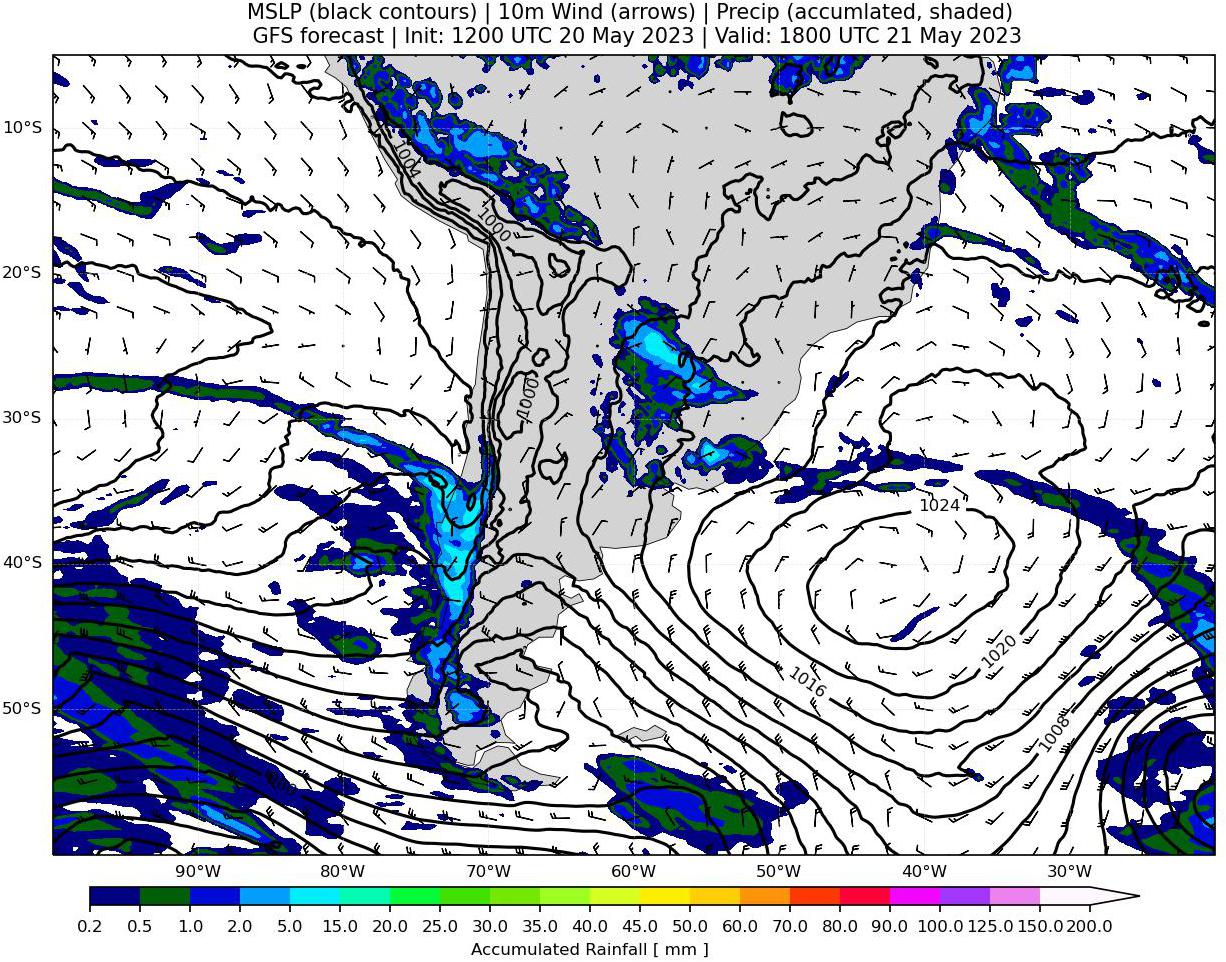 MSLP (black contours) | 10m Wind (arrows) | Precip (accumlated, shaded)
GFS forecast | Init: 1200 UTC 20 May 2023 | Valid: 1800 UTC 21 May 2023
10°S
20°S
30°S
40°S
50°S
1004
1000
1000
1024
1020
1016
1008
90°W 80°W 70°W 60°W 50°W 40°W 30°W
0.2 0.5 1.0 2.0 5.0 10.0 15.0 20.0 25.0 30.0 35.0 40.0 45.0 50.0 60.0 70.0 80.0 90.0 100.0 125.0 150.0 200.0
Accumulated Rainfall [ mm ]